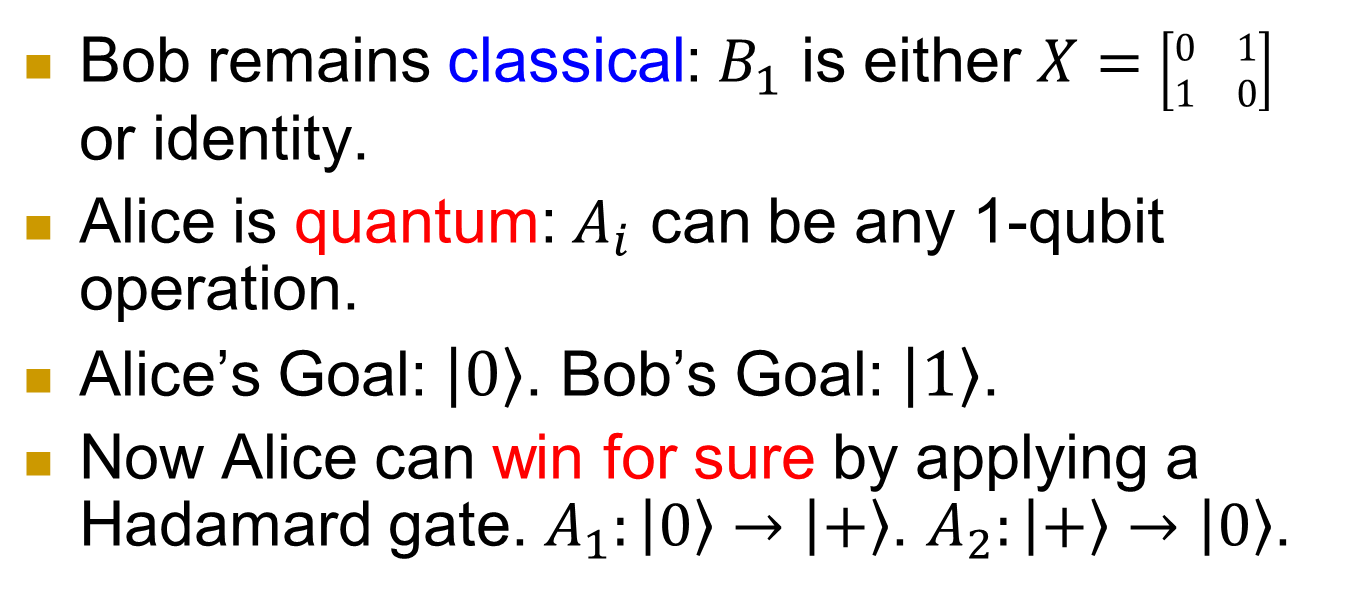 ▪ Bob remains classical: B₁ is either X = [0 1; 1 0]
or identity.
▪ Alice is quantum: Aᵢ can be any 1-qubit
operation.
▪ Alice’s Goal: |0⟩. Bob’s Goal: |1⟩.
▪ Now Alice can win for sure by applying a
Hadamard gate. A₁: |0⟩ → |+⟩. A₂: |+⟩ → |0⟩.